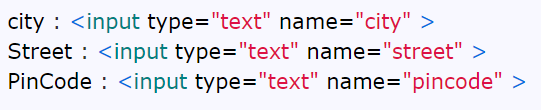 city : <input type="text" name="city" >
Street : <input type="text" name="street" >
PinCode : <input type="text" name="pincode" >